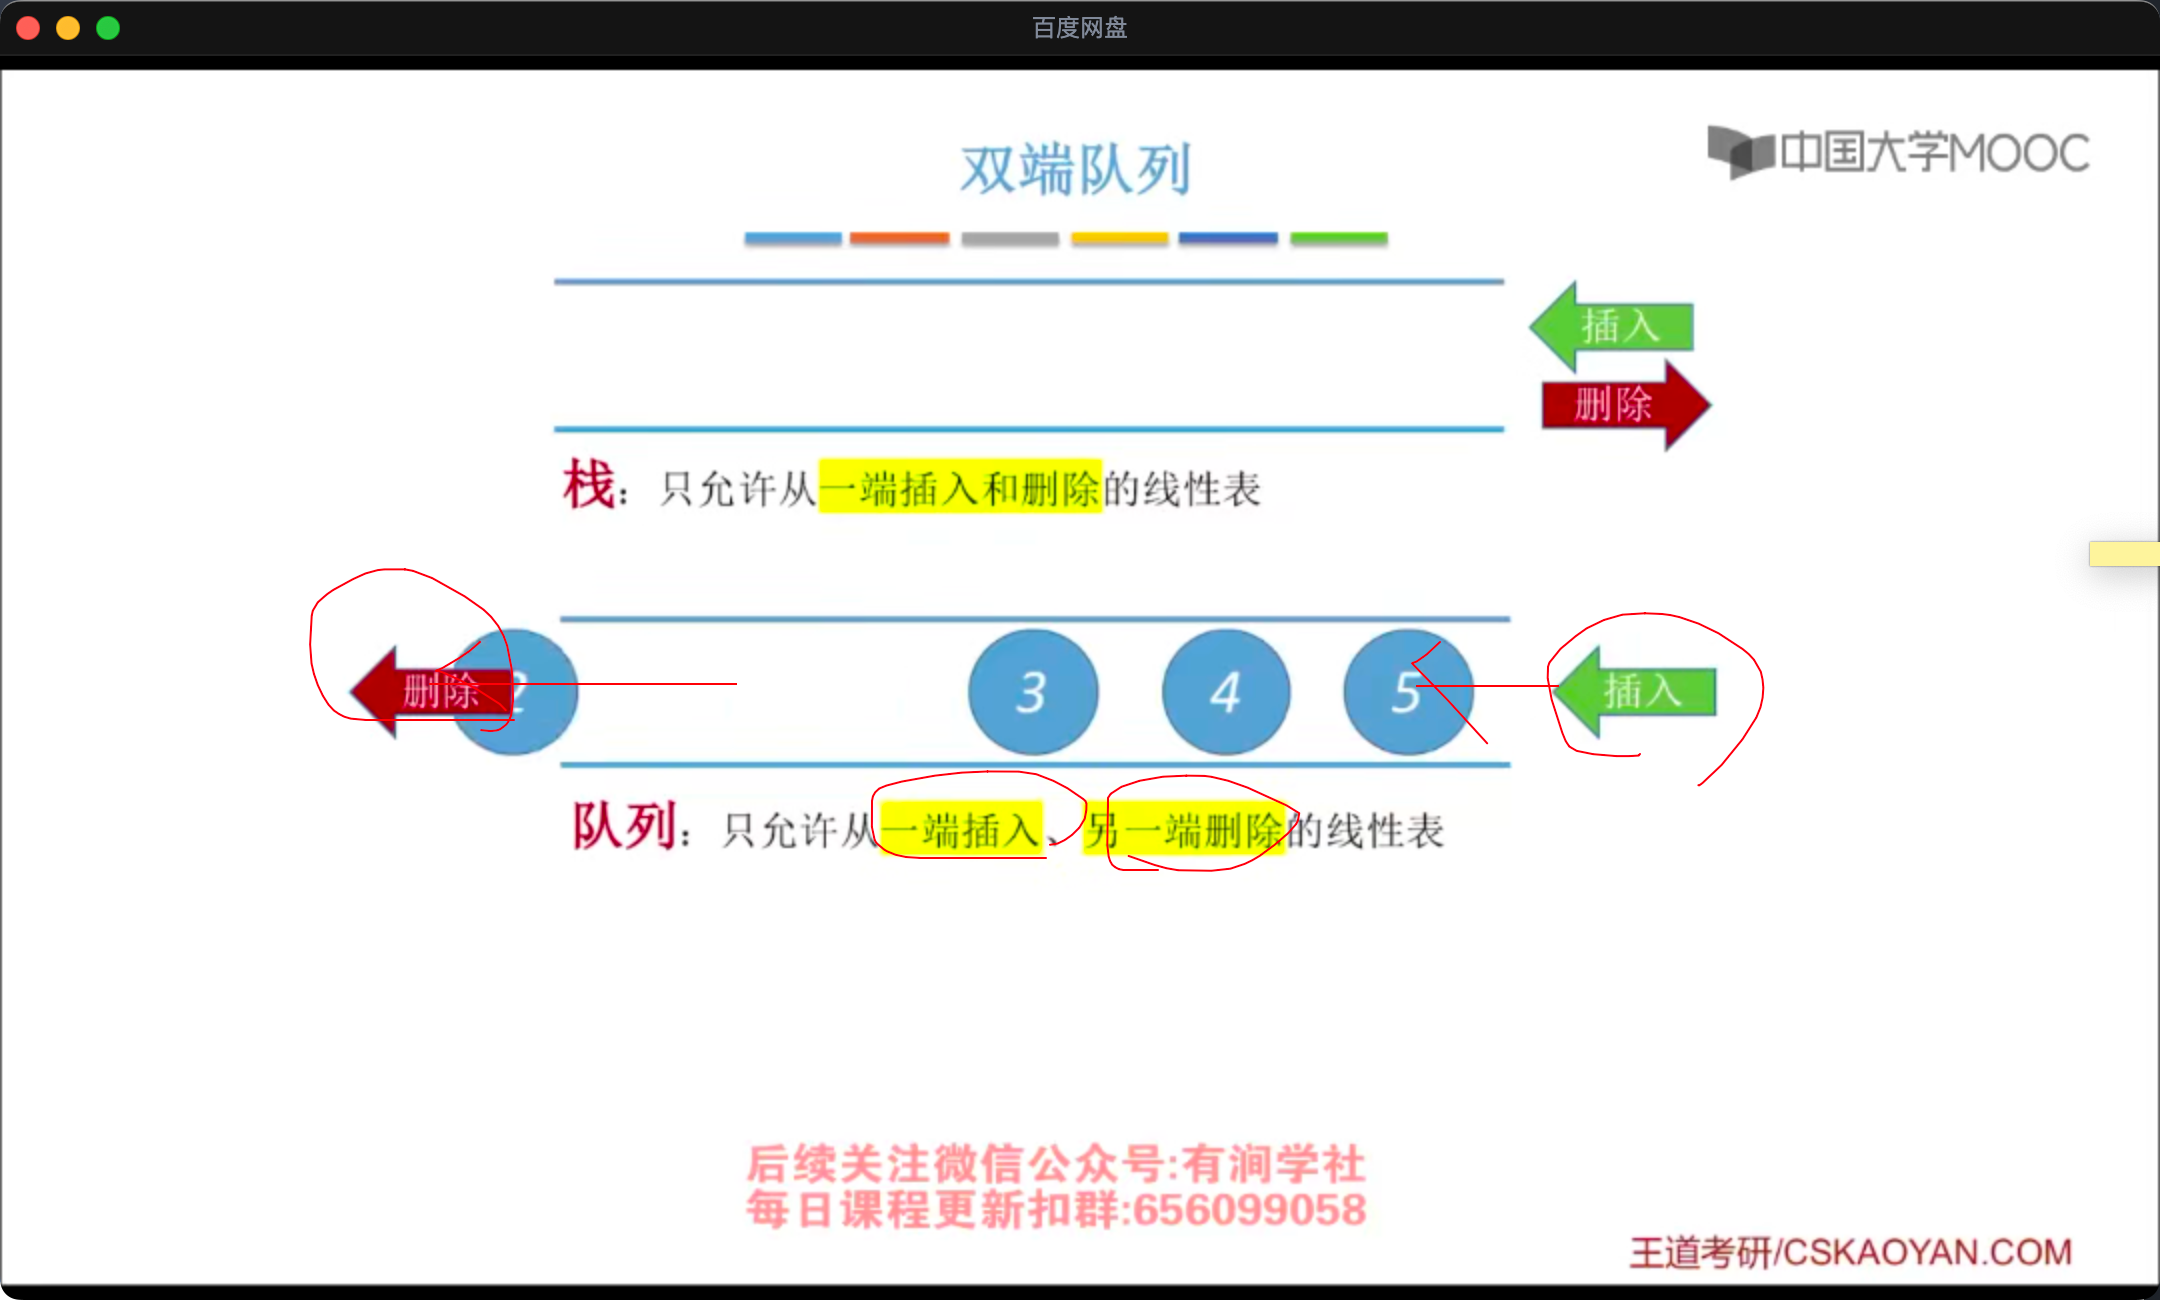 百度网盘
双端队列
中国大学MOOC
插入
删除
栈：只允许从一端插入和删除的线性表
删除 2 3 4 5 插入
队列：只允许从一端插入、另一端删除的线性表
后续关注微信公众号:有涧学社
每日课程更新扣群:656099058
王道考研/CSKAOYAN.COM